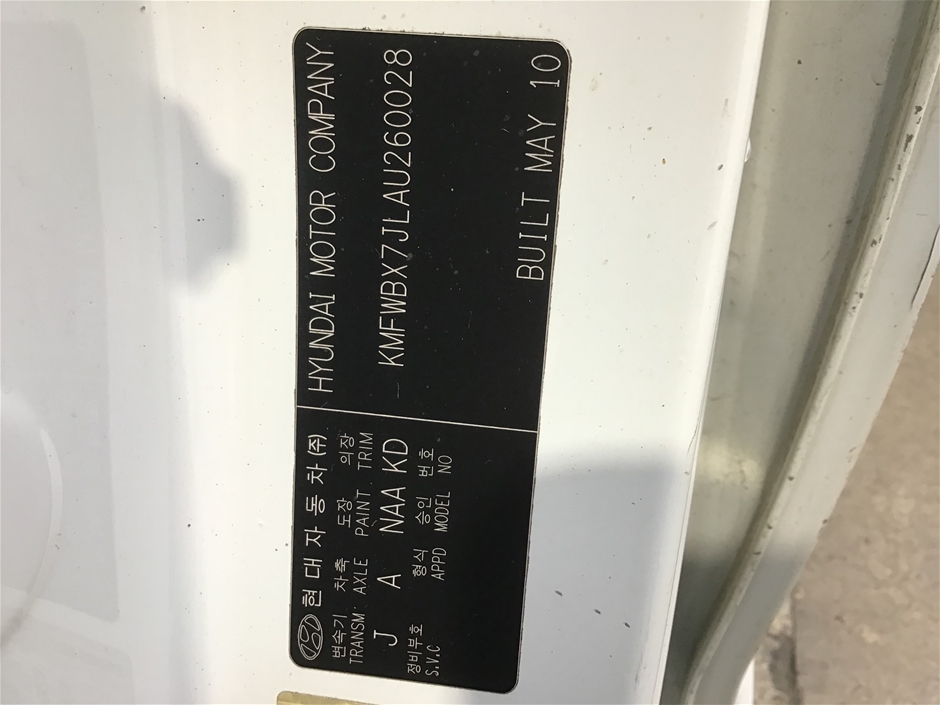 현대자동차(주)
HYUNDAI MOTOR COMPANY
변속기 차축 도장 의장
TRANSM. AXLE PAINT. TRIM
J A NAA KD
KMFWBX7JLAU260028
정비부호 형식 승인 번호
S.V.C APPD MODEL NO
BUILT MAY 10